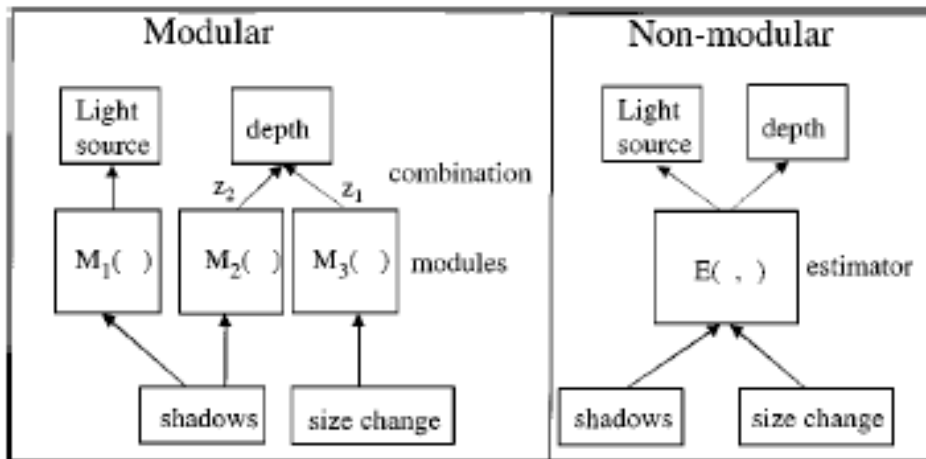 Modular
Light
source
depth
combination
z2
z1
M1( )
M2( )
M3( )
modules
shadows
size change
Non-modular
Light
source
depth
E( , )
estimator
shadows
size change